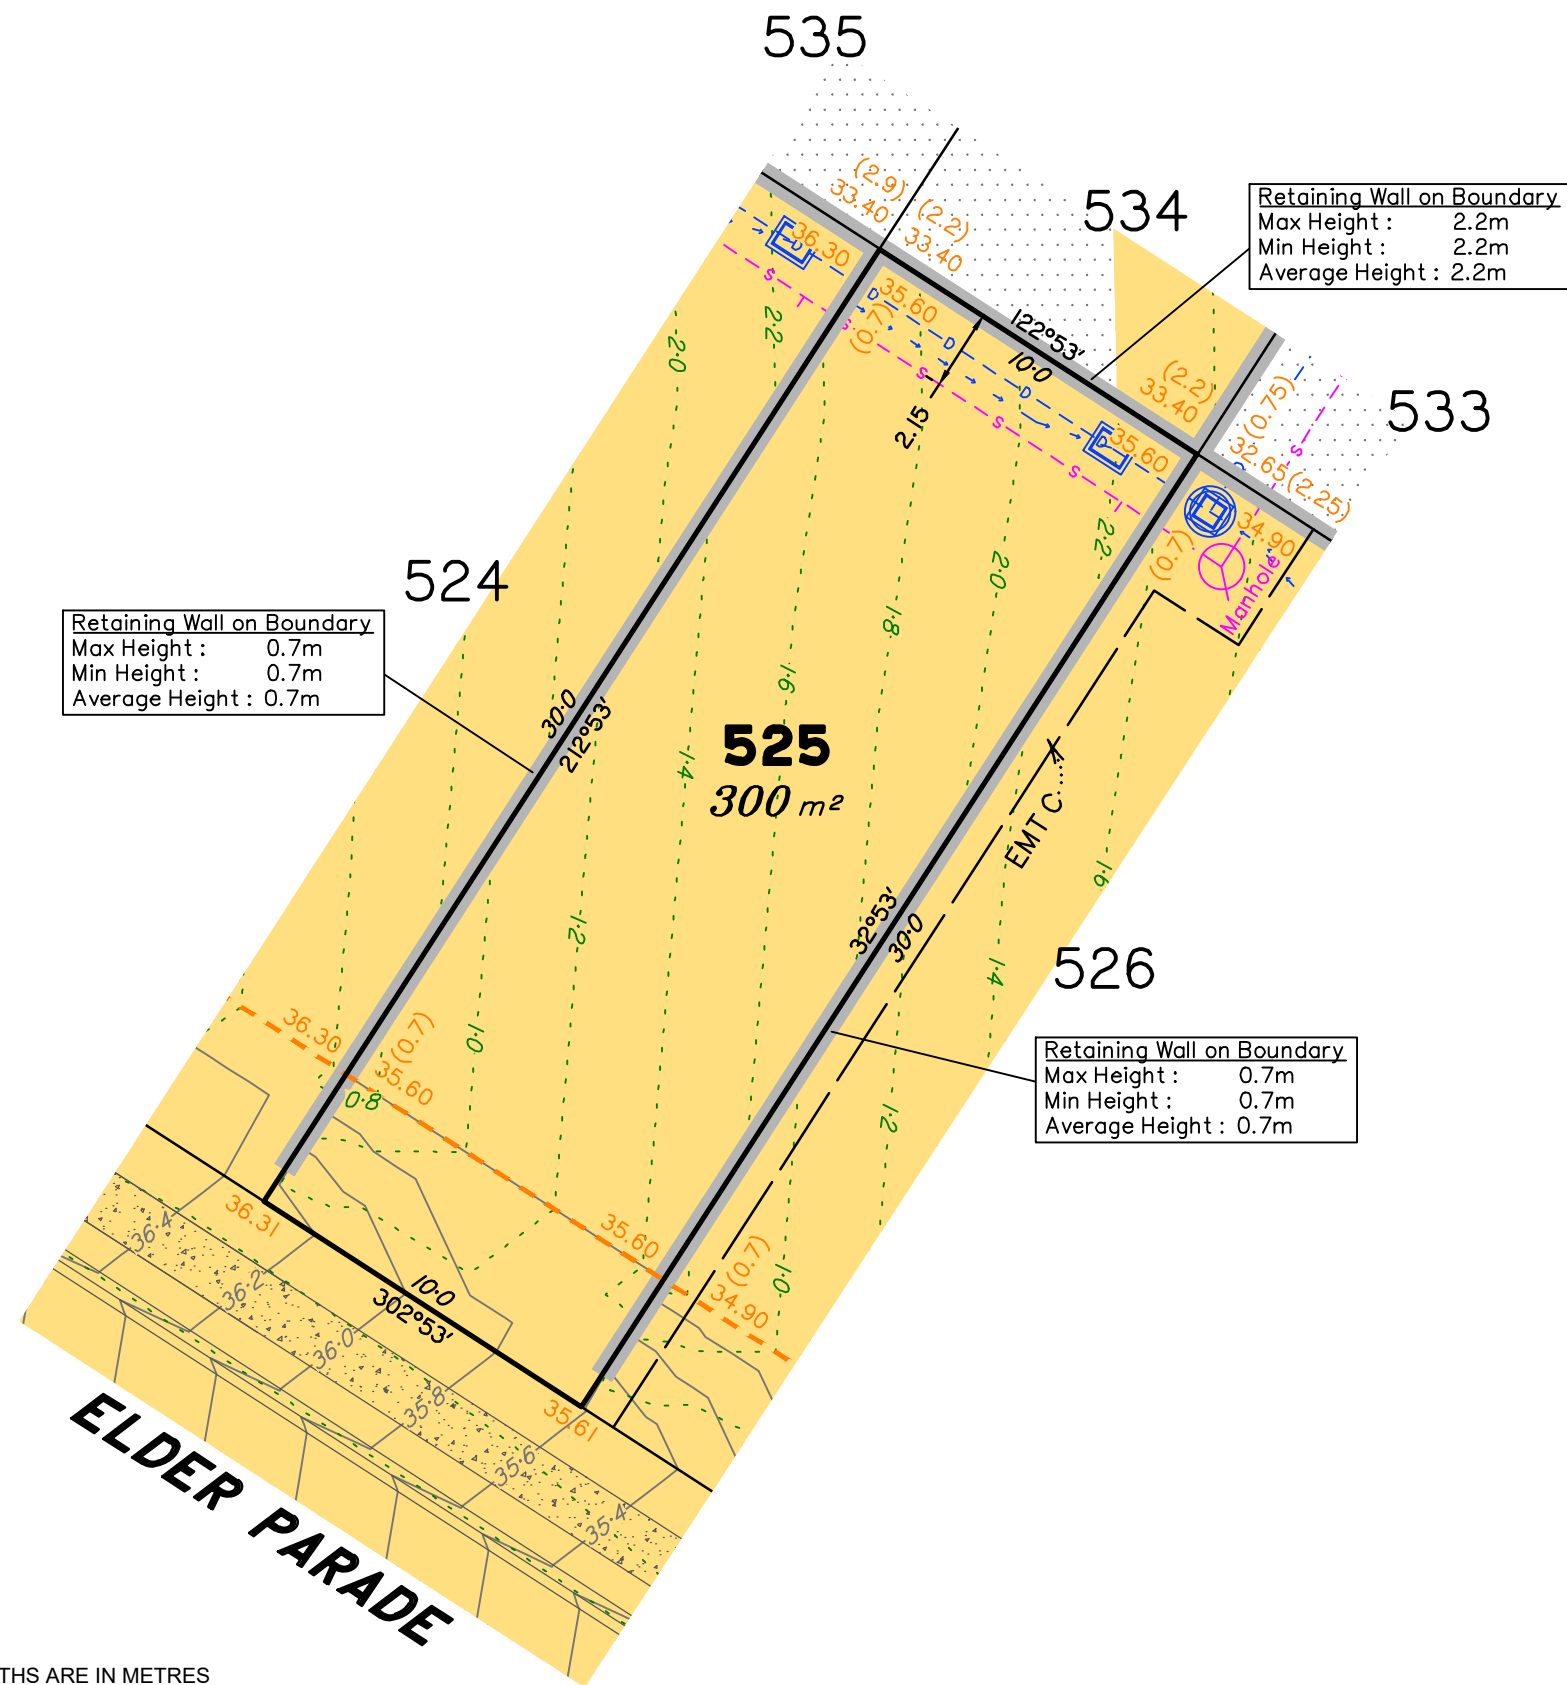 535
(2.9)
33.40
(2.2)
33.40
534
Retaining Wall on Boundary
Max Height : 2.2m
Min Height : 2.2m
Average Height : 2.2m
36.30
S
D
35.60
(0.7)
S
D
S
D
2.15
122°53'
10·0
(2.2)
33.40
(0.75)
32.65 (2.25)
S
533
D
35.60
S
S
34.90
(0.7)
Manhole
2·0
2·2
2·0
2·2
1·8
1·6
1·4
1·2
1·0
0·8
524
Retaining Wall on Boundary
Max Height : 0.7m
Min Height : 0.7m
Average Height : 0.7m
30·0
212°53'
525
300 m²
EMT C.....
32°53'
30·0
1·6
1·4
1·2
1·0
526
Retaining Wall on Boundary
Max Height : 0.7m
Min Height : 0.7m
Average Height : 0.7m
36.30
(0.7)
35.60
35.60
(0.7)
34.90
36.31
10·0
302°53'
35.61
36·4
36·2
36·0
35·8
35·6
35·4
ELDER PARADE
THS ARE IN METRES